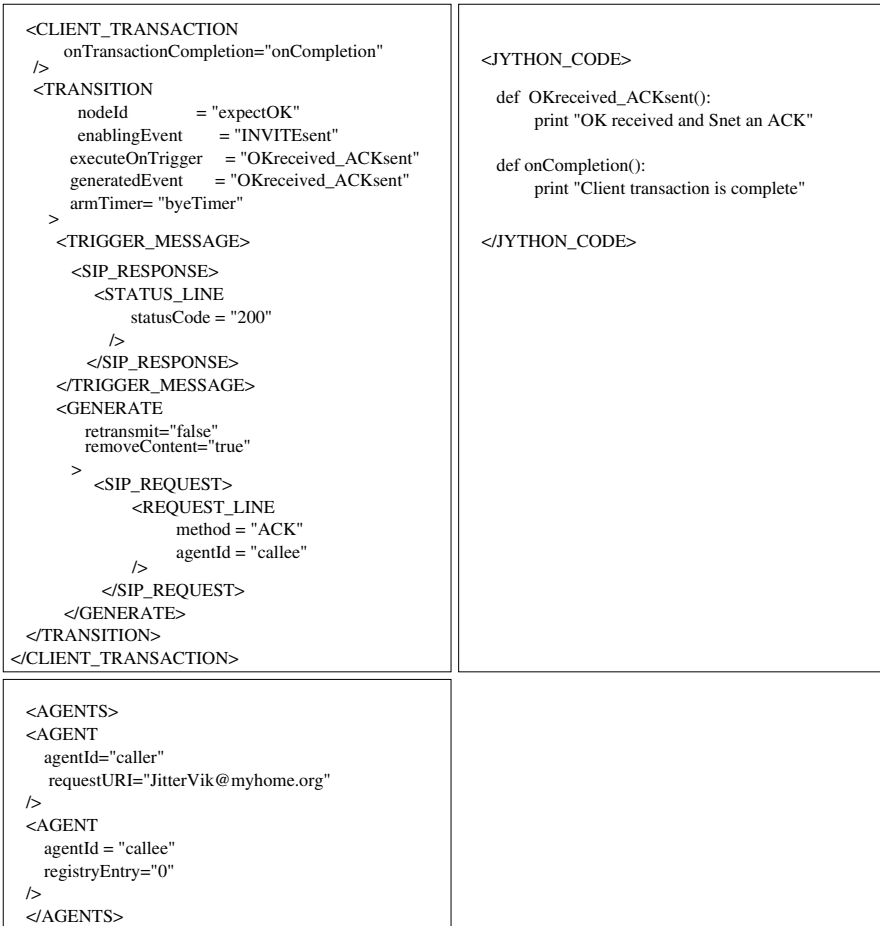 <CLIENT_TRANSACTION
onTransactionCompletion="onCompletion"
/>
<TRANSITION
nodeId = "expectOK"
enablingEvent = "INVITEsent"
executeOnTrigger = "OKreceived_ACKsent"
generatedEvent = "OKreceived_ACKsent"
armTimer= "byeTimer"
>
<TRIGGER_MESSAGE>
<SIP_RESPONSE>
<STATUS_LINE
statusCode = "200"
/>
</SIP_RESPONSE>
</TRIGGER_MESSAGE>
<GENERATE
retransmit="false"
removeContent="true"
>
<SIP_REQUEST>
<REQUEST_LINE
method = "ACK"
agentId = "callee"
/>
</SIP_REQUEST>
</GENERATE>
</TRANSITION>
</CLIENT_TRANSACTION>
<JYTHON_CODE>
def OKreceived_ACKsent():
print "OK received and Snet an ACK"
def onCompletion():
print "Client transaction is complete"
</JYTHON_CODE>
<AGENTS>
<AGENT
agentId="caller"
requestURI="JitterVik@myhome.org"
/>
<AGENT
agentId = "callee"
registryEntry="0"
/>
</AGENTS>